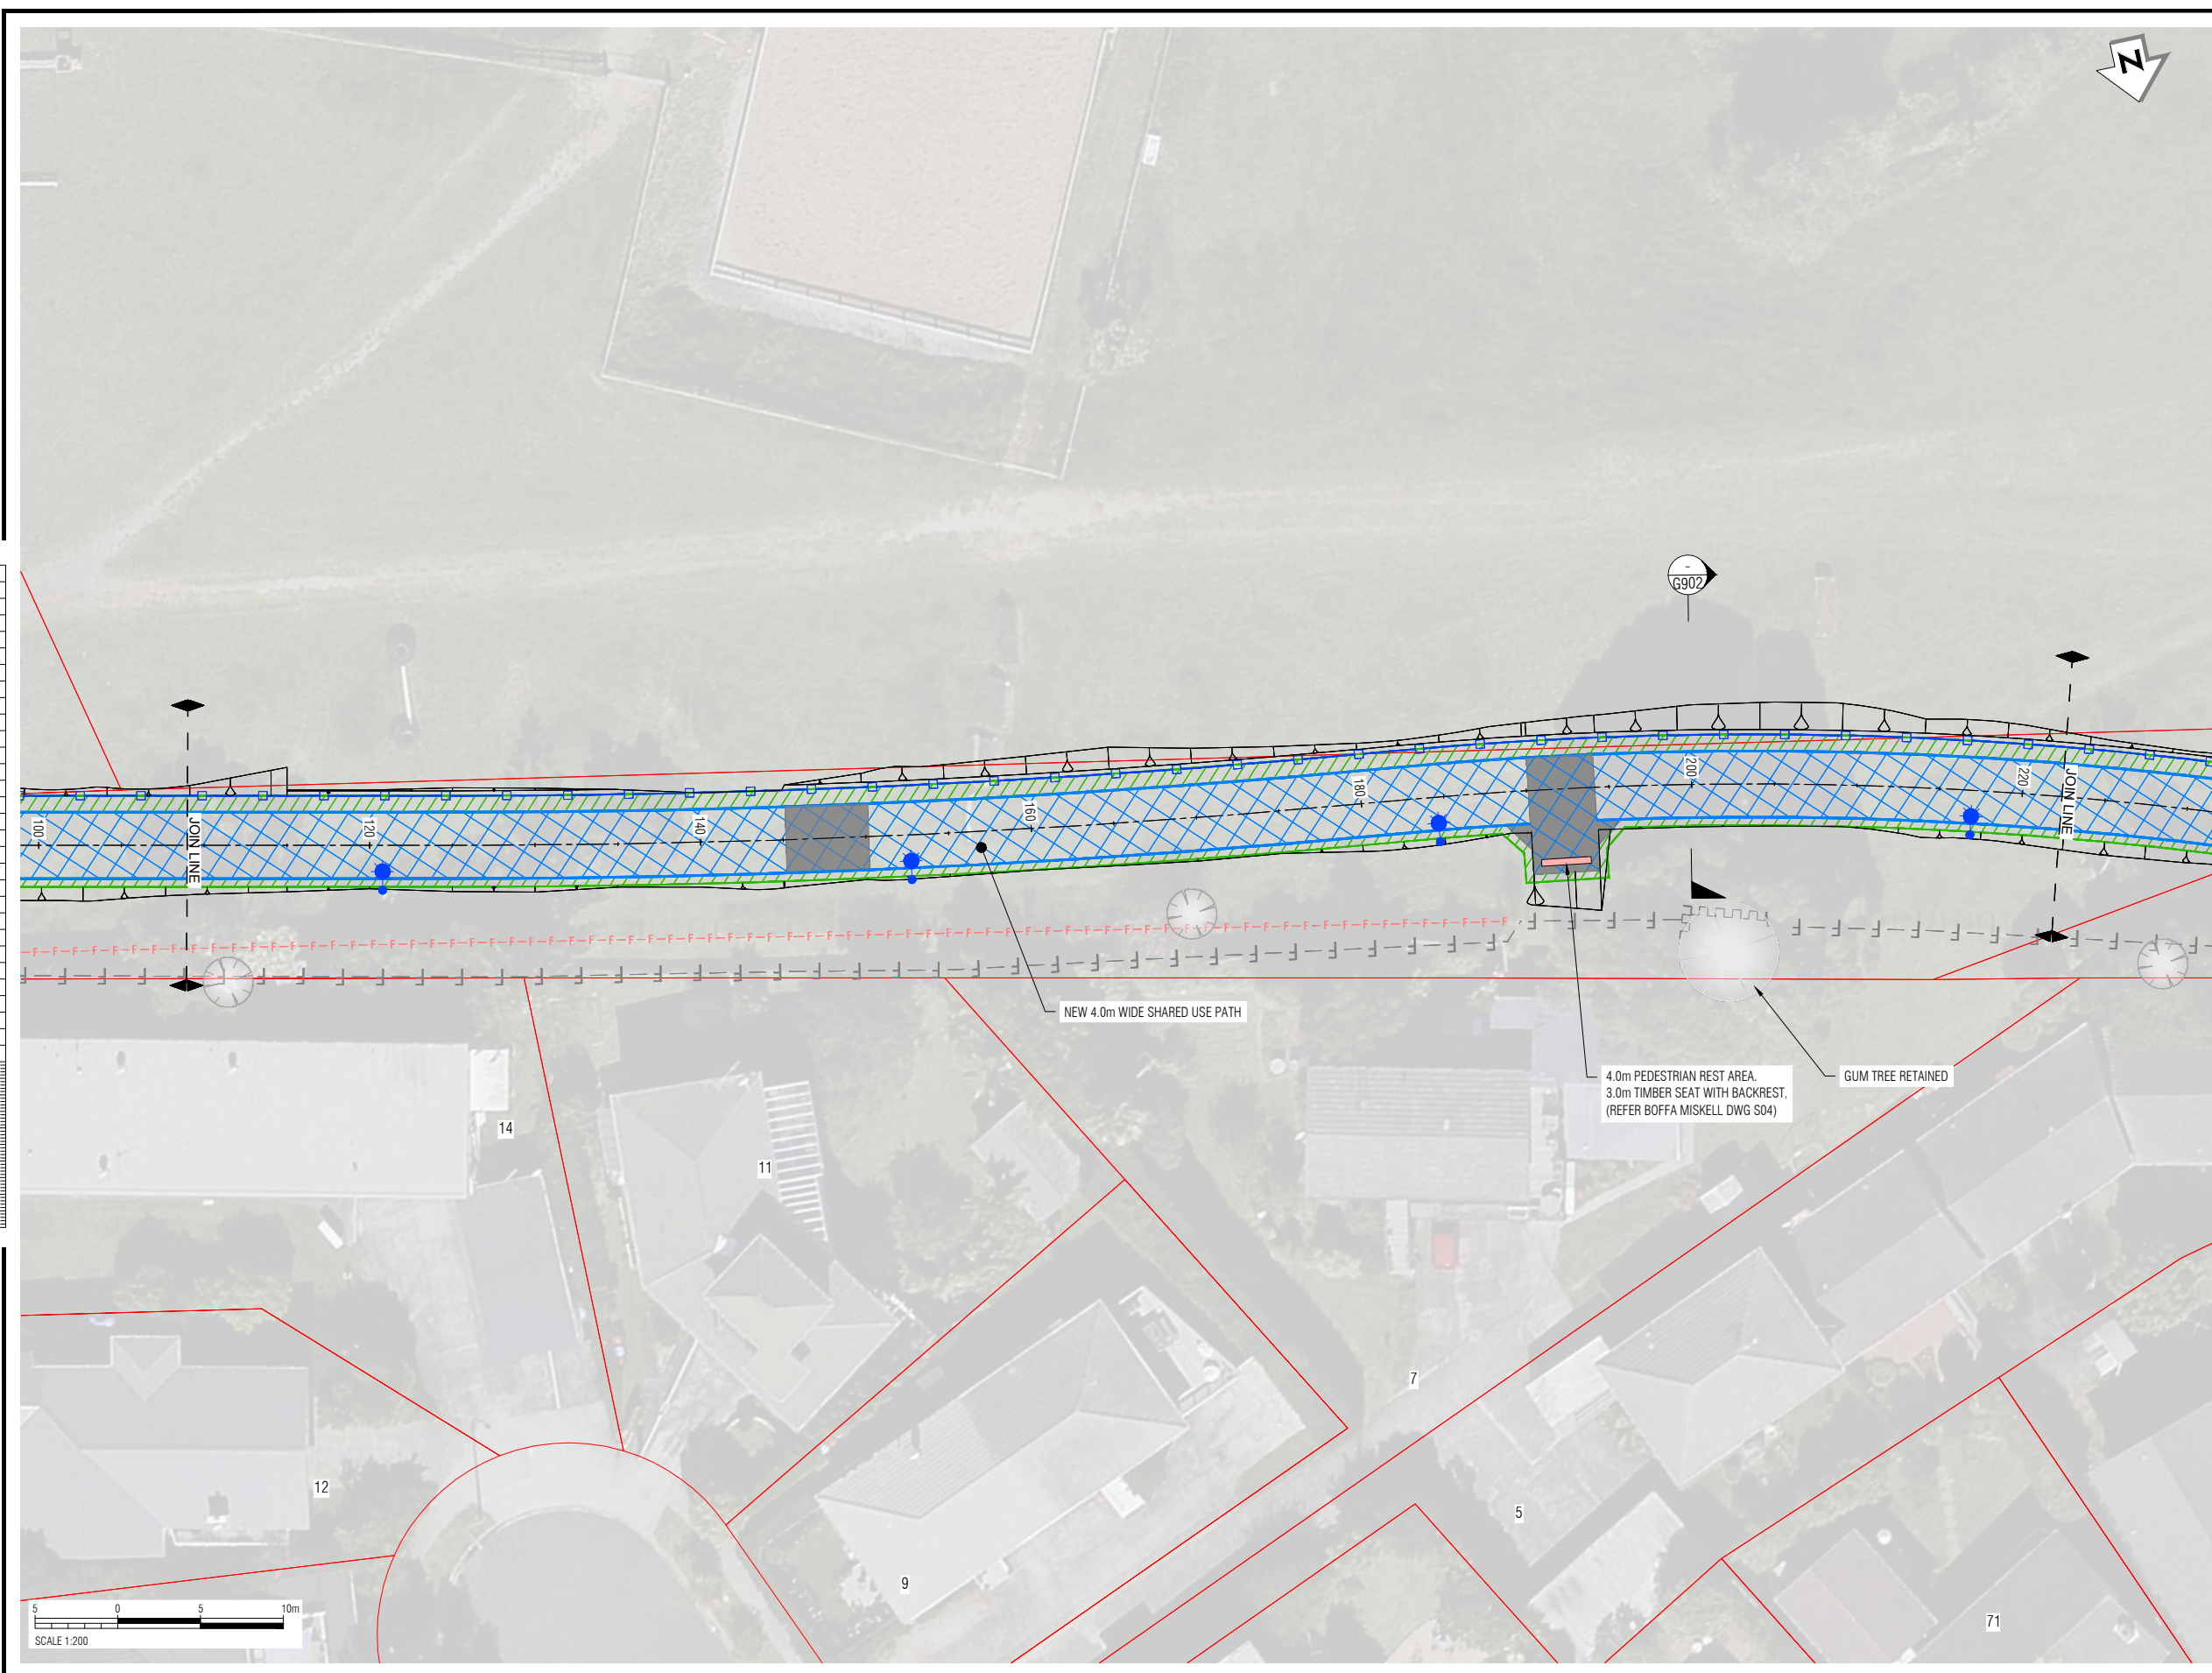 N
-
G902
100
JOIN LINE
120
140
160
180
200
220
JOIN LINE
NEW 4.0m WIDE SHARED USE PATH
4.0m PEDESTRIAN REST AREA.
3.0m TIMBER SEAT WITH BACKREST,
(REFER BOFFA MISKELL DWG S04)
GUM TREE RETAINED
14
11
7
12
5
9
71
5 0 5 10m
SCALE 1:200